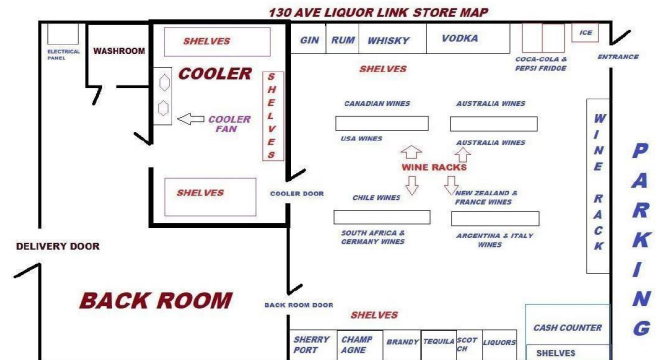 130 AVE LIQUOR LINK STORE MAP
ELECTRICAL
PANEL
WASHROOM
SHELVES
COOLER
SHELVES
COOLER
FAN
SHELVES
COOLER DOOR
GIN
RUM
WHISKY
VODKA
SHELVES
COCA-COLA &
PEPSI FRIDGE
ICE
ENTRANCE
CANADIAN WINES
AUSTRALIA WINES
USA WINES
AUSTRALIA WINES
WINE RACKS
CHILE WINES
NEW ZEALAND &
FRANCE WINES
SOUTH AFRICA &
GERMANY WINES
ARGENTINA & ITALY
WINES
WINE RACK
PARKING
DELIVERY DOOR
BACK ROOM
BACK ROOM DOOR
SHELVES
SHERRY
PORT
CHAMP
AGNE
BRANDY
TEQUILA
SCOT
CH
LIQUORS
CASH COUNTER
SHELVES